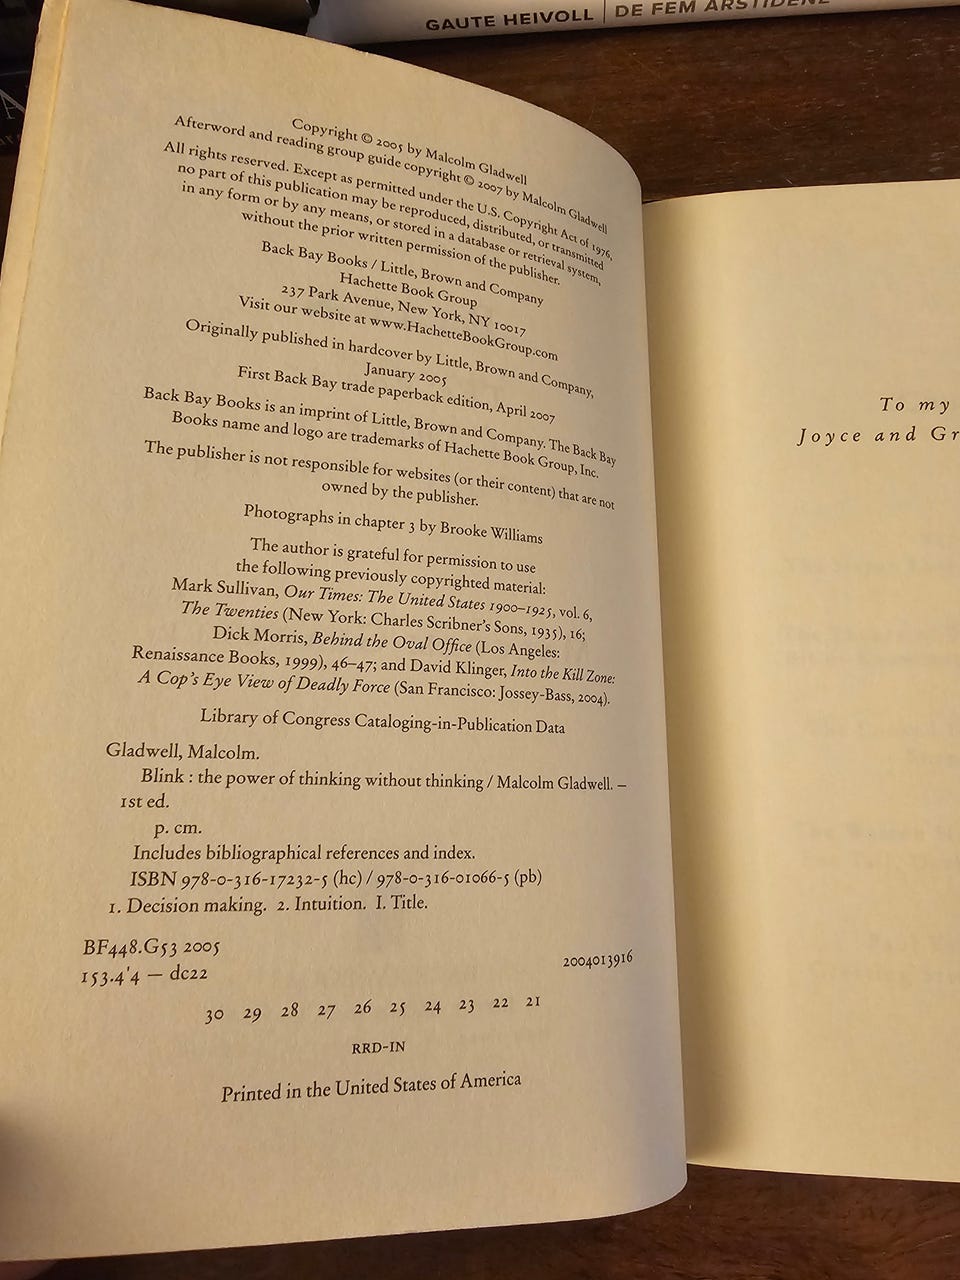 GAUTE HEIVOLL | DE FEM ÅRSTIDENE
Copyright © 2005 by Malcolm Gladwell
Afterword and reading group guide copyright © 2007 by Malcolm Gladwell
All rights reserved. Except as permitted under the U.S. Copyright Act of 1976,
no part of this publication may be reproduced, distributed, or transmitted
in any form or by any means, or stored in a database or retrieval system,
without the prior written permission of the publisher.
Back Bay Books / Little, Brown and Company
Hachette Book Group
237 Park Avenue, New York, NY 10017
Visit our website at www.HachetteBookGroup.com
Originally published in hardcover by Little, Brown and Company,
January 2005
First Back Bay trade paperback edition, April 2007
Back Bay Books is an imprint of Little, Brown and Company. The Back Bay
Books name and logo are trademarks of Hachette Book Group, Inc.
The publisher is not responsible for websites (or their content) that are not
owned by the publisher.
Photographs in chapter 3 by Brooke Williams
The author is grateful for permission to use
the following previously copyrighted material:
Mark Sullivan, Our Times: The United States 1900–1925, vol. 6,
The Twenties (New York: Charles Scribner's Sons, 1935), 16;
Dick Morris, Behind the Oval Office (Los Angeles:
Renaissance Books, 1999), 46–47; and David Klinger, Into the Kill Zone:
A Cop's Eye View of Deadly Force (San Francisco: Jossey-Bass, 2004).
Library of Congress Cataloging-in-Publication Data
Gladwell, Malcolm.
Blink : the power of thinking without thinking / Malcolm Gladwell. —
1st ed.
p. cm.
Includes bibliographical references and index.
ISBN 978-0-316-17232-5 (hc) / 978-0-316-01066-5 (pb)
1. Decision making. 2. Intuition. I. Title.
BF448.G53 2005
153.4'4 — dc22
2004013916
30 29 28 27 26 25 24 23 22 21
RRD-IN
Printed in the United States of America
To my
Joyce and Gr